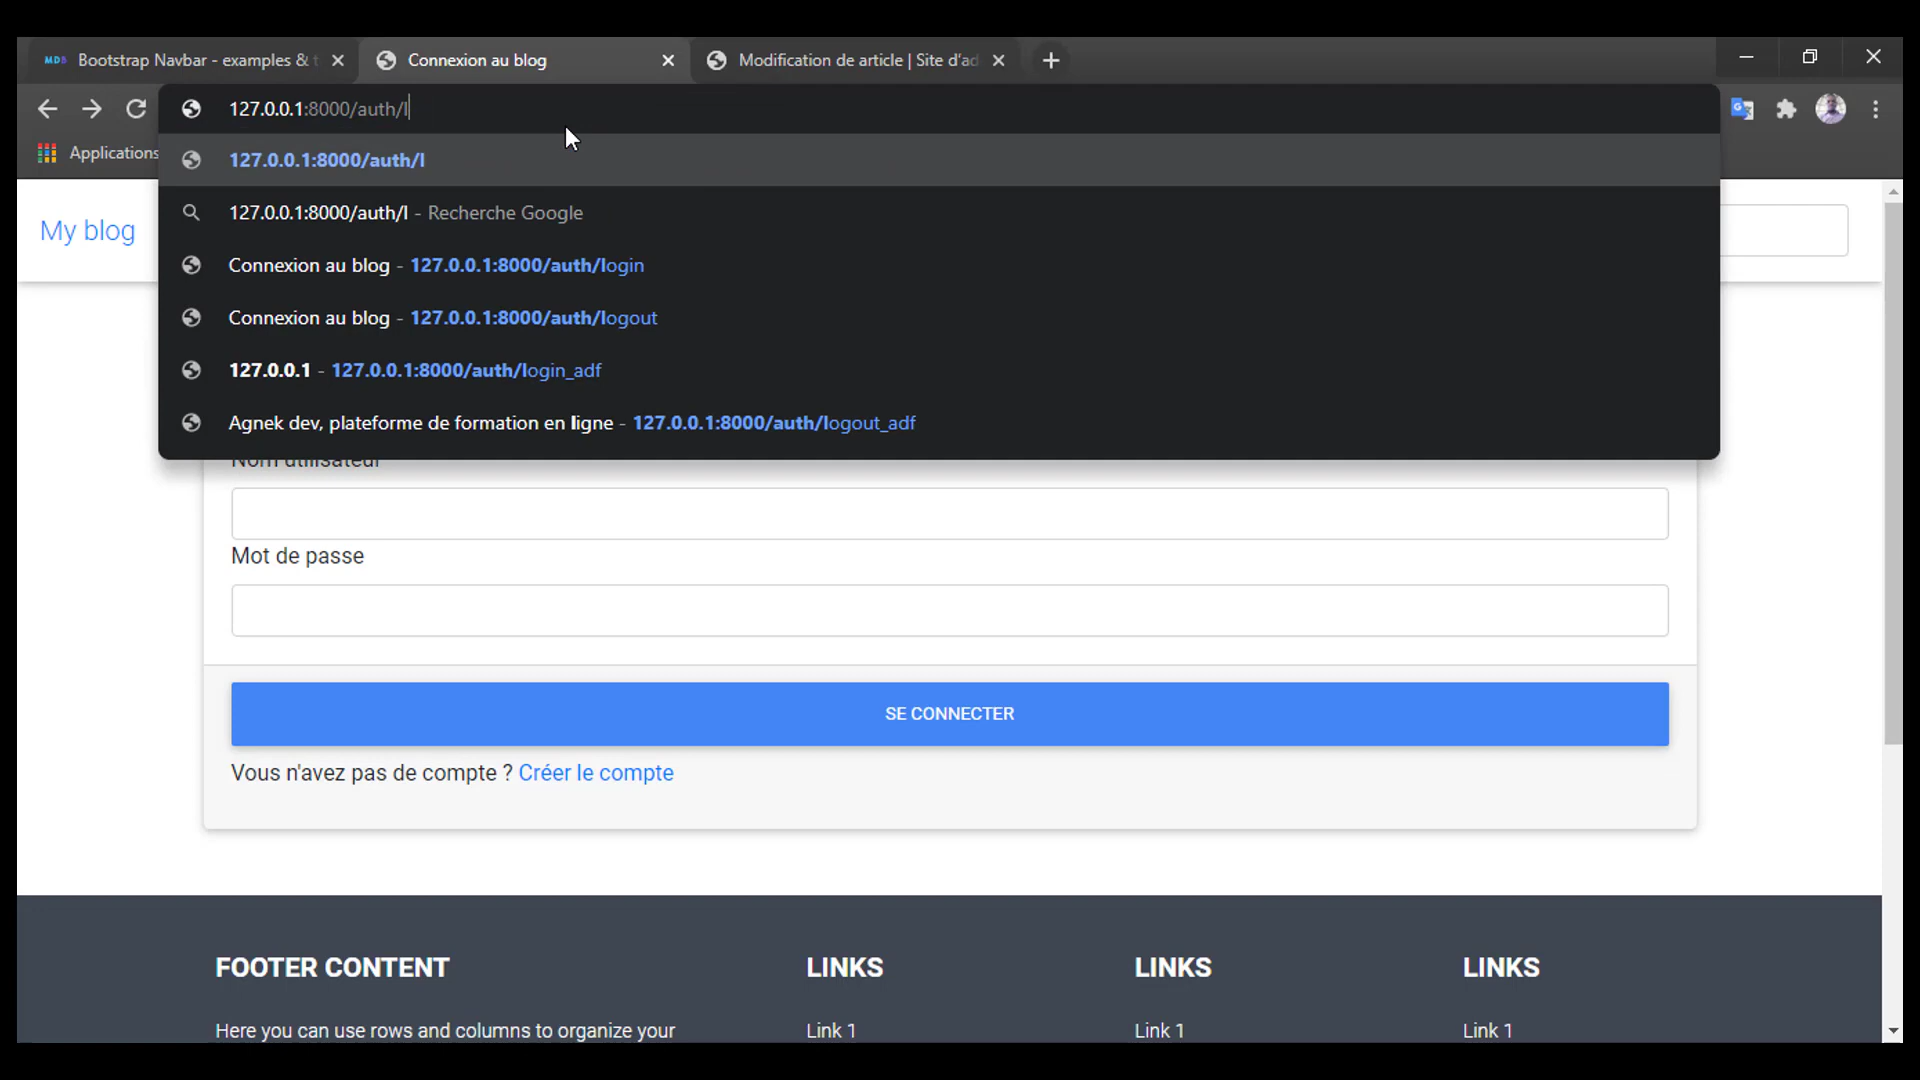 MDB Bootstrap Navbar - examples & t
Connexion au blog
Modification de article | Site d'ad
127.0.0.1:8000/auth/l
Applications
127.0.0.1:8000/auth/l
127.0.0.1:8000/auth/l - Recherche Google
Connexion au blog - 127.0.0.1:8000/auth/login
Connexion au blog - 127.0.0.1:8000/auth/logout
127.0.0.1 - 127.0.0.1:8000/auth/login_adf
Agnek dev, plateforme de formation en ligne - 127.0.0.1:8000/auth/logout_adf
My blog
Nom utilisateur
Mot de passe
SE CONNECTER
Vous n'avez pas de compte ? Créer le compte
FOOTER CONTENT
Here you can use rows and columns to organize your
LINKS
Link 1
LINKS
Link 1
LINKS
Link 1